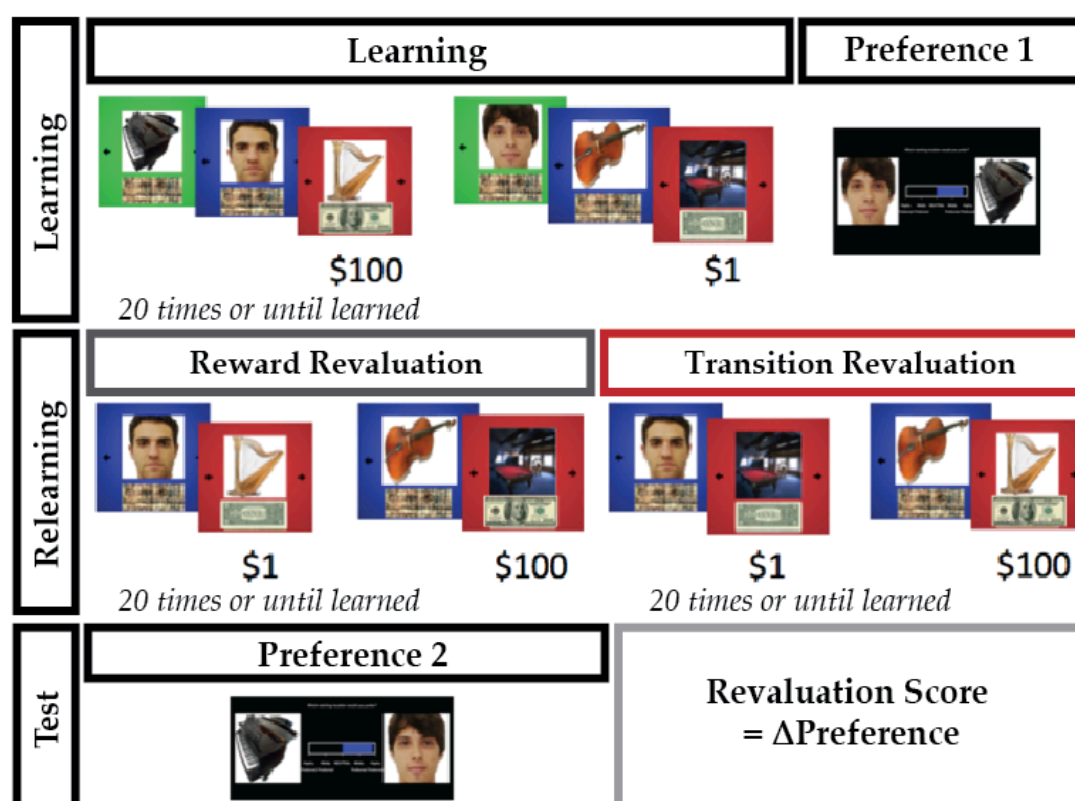 Learning
Learning
Preference 1
$100
$1
20 times or until learned
Relearning
Reward Revaluation
Transition Revaluation
$1
$100
$1
$100
20 times or until learned
20 times or until learned
Test
Preference 2
Revaluation Score
= ΔPreference